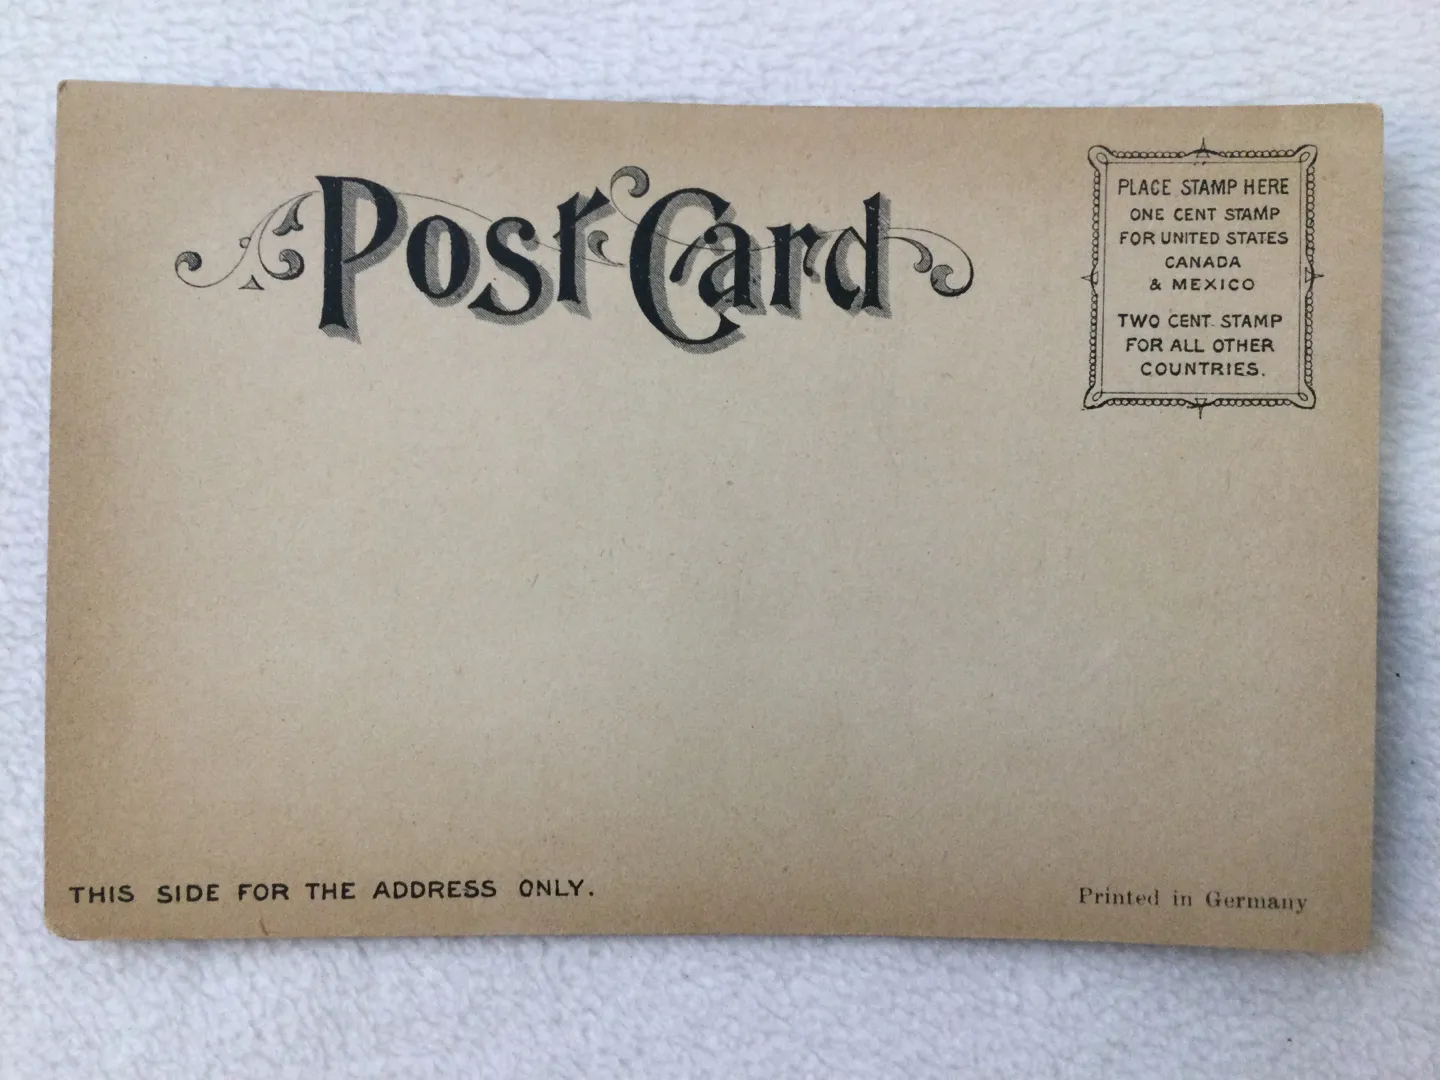 Post Card
PLACE STAMP HERE
ONE CENT STAMP
FOR UNITED STATES
CANADA
& MEXICO
TWO CENT STAMP
FOR ALL OTHER
COUNTRIES.
THIS SIDE FOR THE ADDRESS ONLY.
Printed in Germany